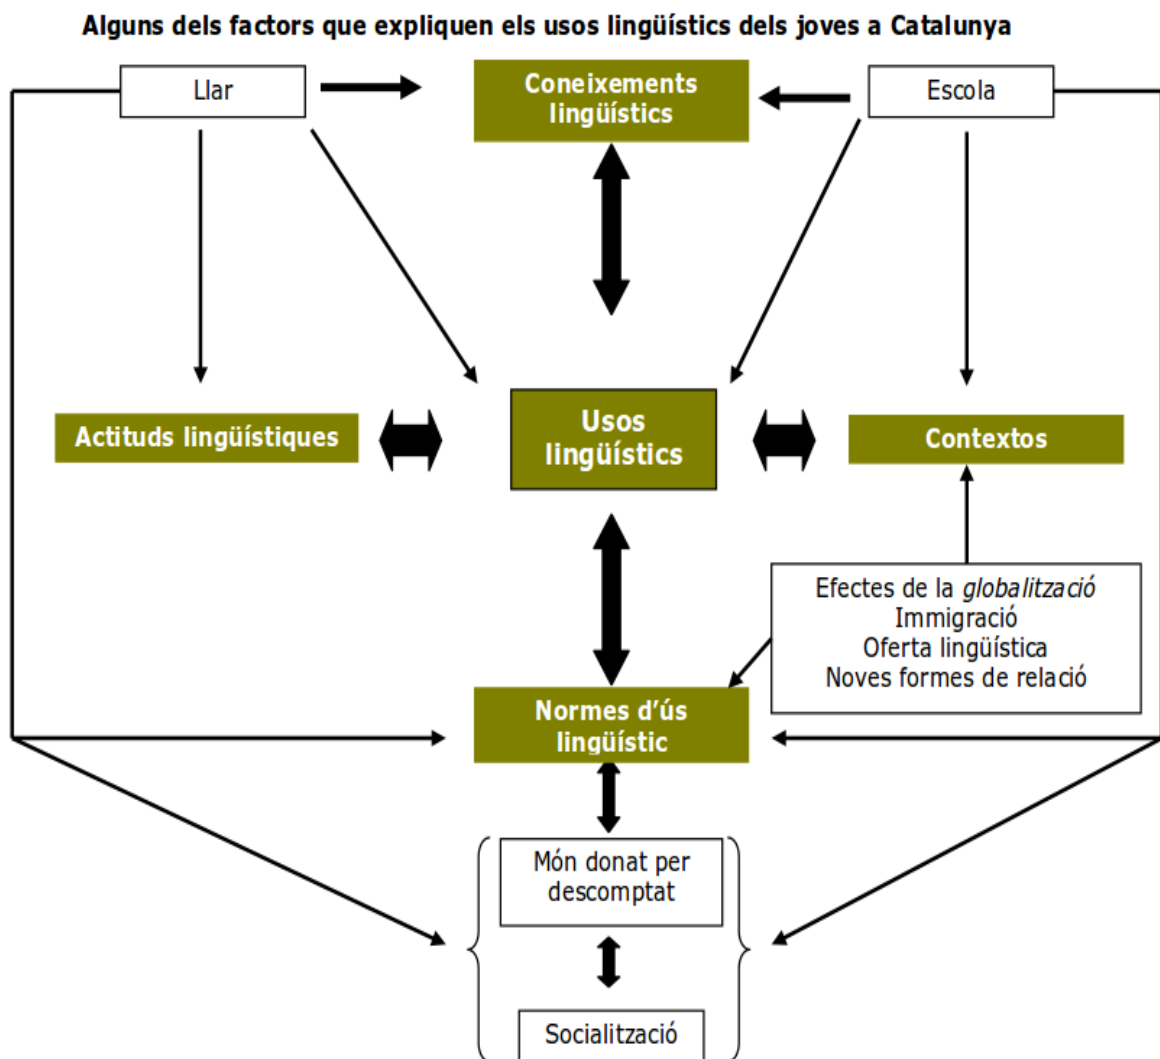 Alguns dels factors que expliquen els usos lingüístics dels joves a Catalunya
Llar
Coneixements
lingüístics
Escola
Actituds lingüístiques
Usos
lingüístics
Contextos
Efectes de la globalització
Immigració
Oferta lingüística
Noves formes de relació
Normes d'ús
lingüístic
Món donat per
descomptat
Socialització